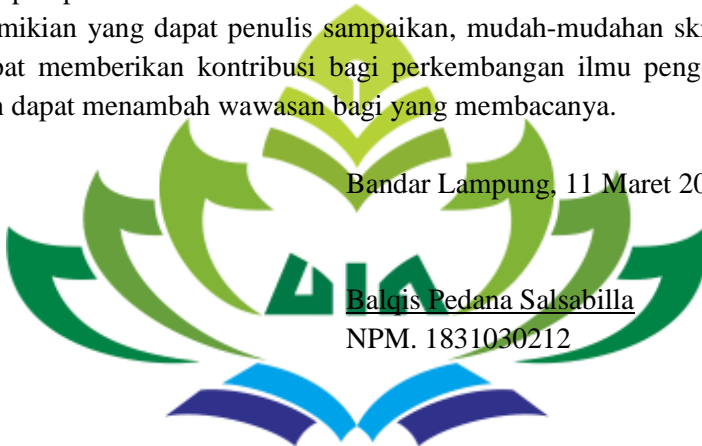 mikian yang dapat penulis sampaikan, mudah-mudahan sk
pat memberikan kontribusi bagi perkembangan ilmu peng
n dapat menambah wawasan bagi yang membacanya.
Bandar Lampung, 11 Maret 20
UIN
Balqis Pedana Salsabilla
NPM. 1831030212